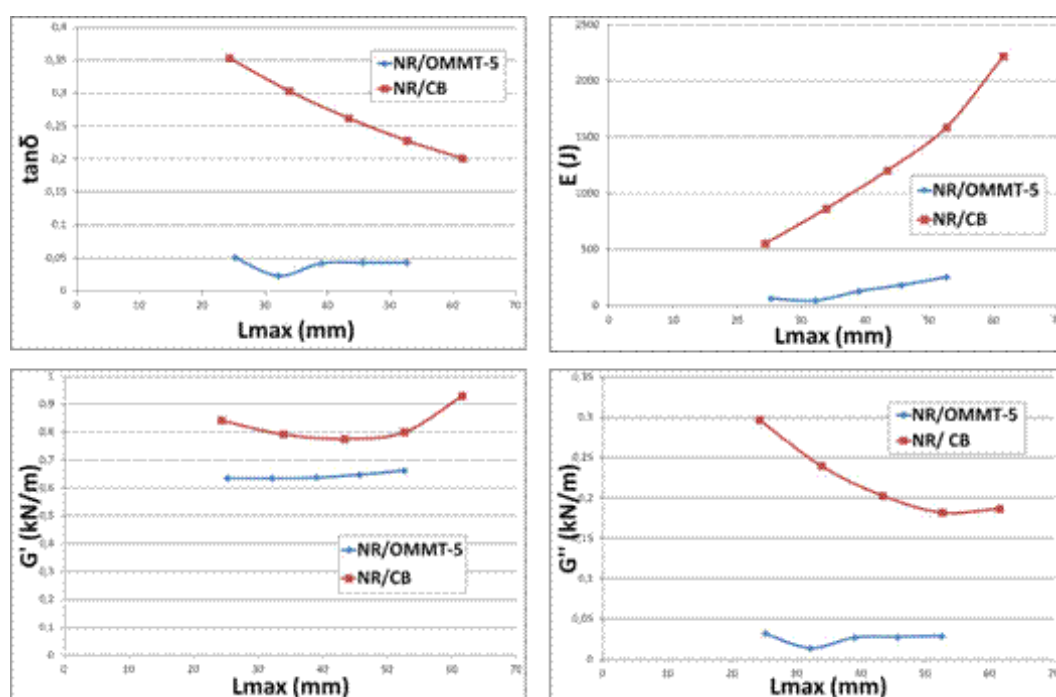 0,4
0,35
0,3
0,25
0,2
0,15
0,1
0,05
0
tanδ
NR/OMMT-5
NR/CB
0 10 20 30 40 50 60 70
Lmax (mm)
2500
2000
1500
1000
500
0
E (J)
NR/OMMT-5
NR/CB
0 10 20 30 40 50 60 70
Lmax (mm)
1
0,9
0,8
0,7
0,6
0,5
0,4
0,3
0,2
0,1
0
G' (kN/m)
NR/OMMT-5
NR/CB
0 10 20 30 40 50 60 70
Lmax (mm)
0,35
0,3
0,25
0,2
0,15
0,1
0,05
0
G'' (kN/m)
NR/OMMT-5
NR/ CB
0 10 20 30 40 50 60 70
Lmax (mm)